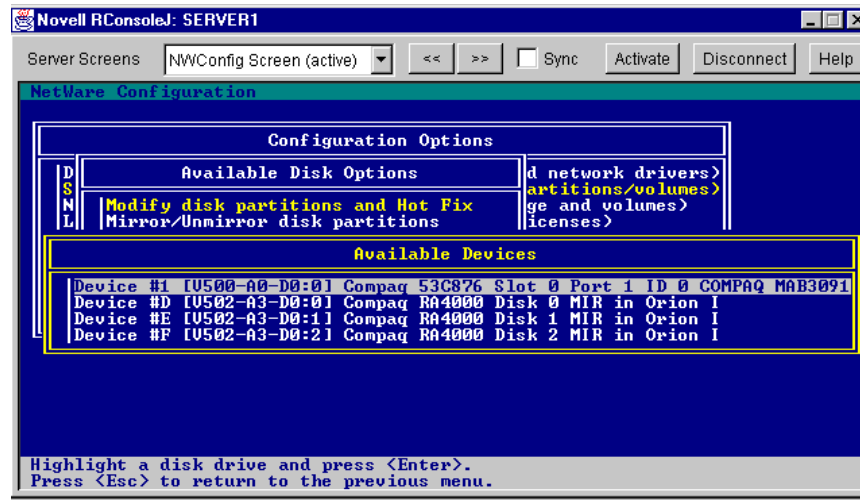 Novell RConsoleJ: SERVER1
Server Screens NWConfig Screen (active) << >> Sync Activate Disconnect Help
NetWare Configuration
Configuration Options
D Available Disk Options d network drivers)
S artitions/volumes)
N Modify disk partitions and Hot Fix ge and volumes)
L Mirror/Unmirror disk partitions icenses)
Available Devices
Device #1 [V500-A0-D0:0] Compaq 53C876 Slot 0 Port 1 ID 0 COMPAQ MAB3091
Device #D [V502-A3-D0:0] Compaq RA4000 Disk 0 MIR in Orion I
Device #E [V502-A3-D0:1] Compaq RA4000 Disk 1 MIR in Orion I
Device #F [V502-A3-D0:2] Compaq RA4000 Disk 2 MIR in Orion I
Highlight a disk drive and press <Enter>.
Press <Esc> to return to the previous menu.